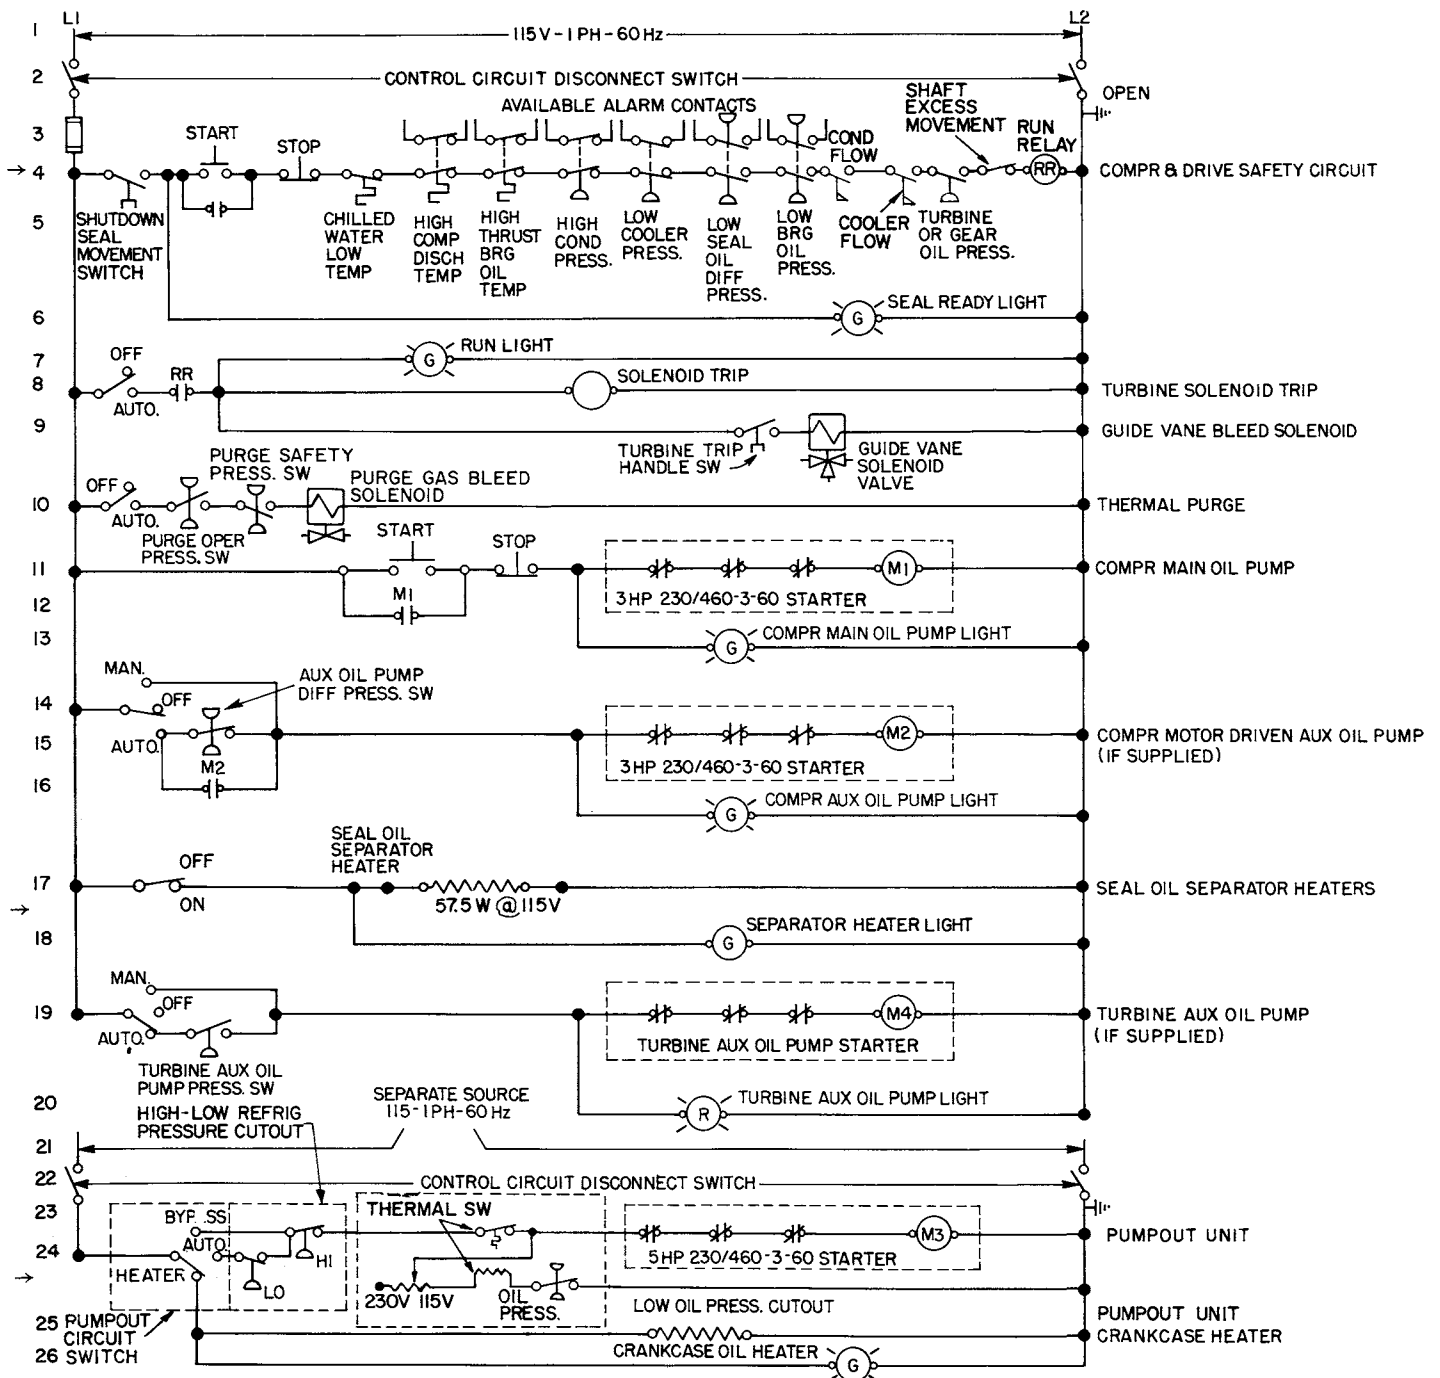 L1
L2
1
115V-1PH-60Hz
2
CONTROL CIRCUIT DISCONNECT SWITCH
OPEN
AVAILABLE ALARM CONTACTS
SHAFT
EXCESS
MOVEMENT
3
START
STOP
COND
FLOW
RUN
RELAY
4
RR
COMPR & DRIVE SAFETY CIRCUIT
5
SHUTDOWN
SEAL
MOVEMENT
SWITCH
CHILLED
WATER
LOW
TEMP
HIGH
COMP
DISCH
TEMP
HIGH
THRUST
BRG
OIL
TEMP
HIGH
COND
PRESS.
LOW
COOLER
PRESS.
LOW
SEAL
OIL
DIFF
PRESS.
LOW
BRG
OIL
PRESS.
COOLER
FLOW
TURBINE
OR GEAR
OIL PRESS.
6
G
SEAL READY LIGHT
7
G
RUN LIGHT
8
OFF
AUTO.
RR
SOLENOID TRIP
TURBINE SOLENOID TRIP
9
TURBINE TRIP
HANDLE SW
GUIDE VANE
SOLENOID
VALVE
GUIDE VANE BLEED SOLENOID
PURGE SAFETY
PRESS. SW
PURGE GAS BLEED
SOLENOID
10
OFF
AUTO.
PURGE OPER
PRESS. SW
THERMAL PURGE
11
START
STOP
M1
COMPR MAIN OIL PUMP
12
M1
3HP 230/460-3-60 STARTER
13
G
COMPR MAIN OIL PUMP LIGHT
MAN.
AUX OIL PUMP
DIFF PRESS. SW
14
OFF
15
AUTO.
M2
COMPR MOTOR DRIVEN AUX OIL PUMP
(IF SUPPLIED)
16
M2
3HP 230/460-3-60 STARTER
G
COMPR AUX OIL PUMP LIGHT
SEAL OIL
SEPARATOR
HEATER
17
OFF
ON
57.5W @ 115V
SEAL OIL SEPARATOR HEATERS
18
G
SEPARATOR HEATER LIGHT
MAN.
19
OFF
AUTO.
M4
TURBINE AUX OIL PUMP
(IF SUPPLIED)
TURBINE AUX OIL PUMP STARTER
TURBINE AUX OIL
PUMP PRESS. SW
20
R
TURBINE AUX OIL PUMP LIGHT
HIGH-LOW REFRIG
PRESSURE CUTOUT
SEPARATE SOURCE
115-1PH-60Hz
21
22
CONTROL CIRCUIT DISCONNECT SWITCH
23
BYP..SS
THERMAL SW
24
AUTO.
HEATER
HI
LO
M3
PUMPOUT UNIT
5HP 230/460-3-60 STARTER
230V 115V
OIL
PRESS.
LOW OIL PRESS. CUTOUT
25
PUMPOUT
CIRCUIT
26 SWITCH
CRANKCASE OIL HEATER
G
PUMPOUT UNIT
CRANKCASE HEATER